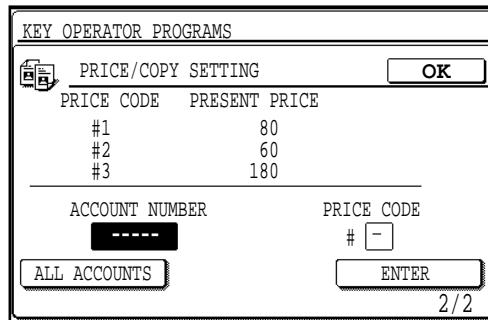 KEY OPERATOR PROGRAMS
PRICE/COPY SETTING OK
PRICE CODE PRESENT PRICE
#1 80
#2 60
#3 180
ACCOUNT NUMBER PRICE CODE
----- # -
ALL ACCOUNTS ENTER
2/2